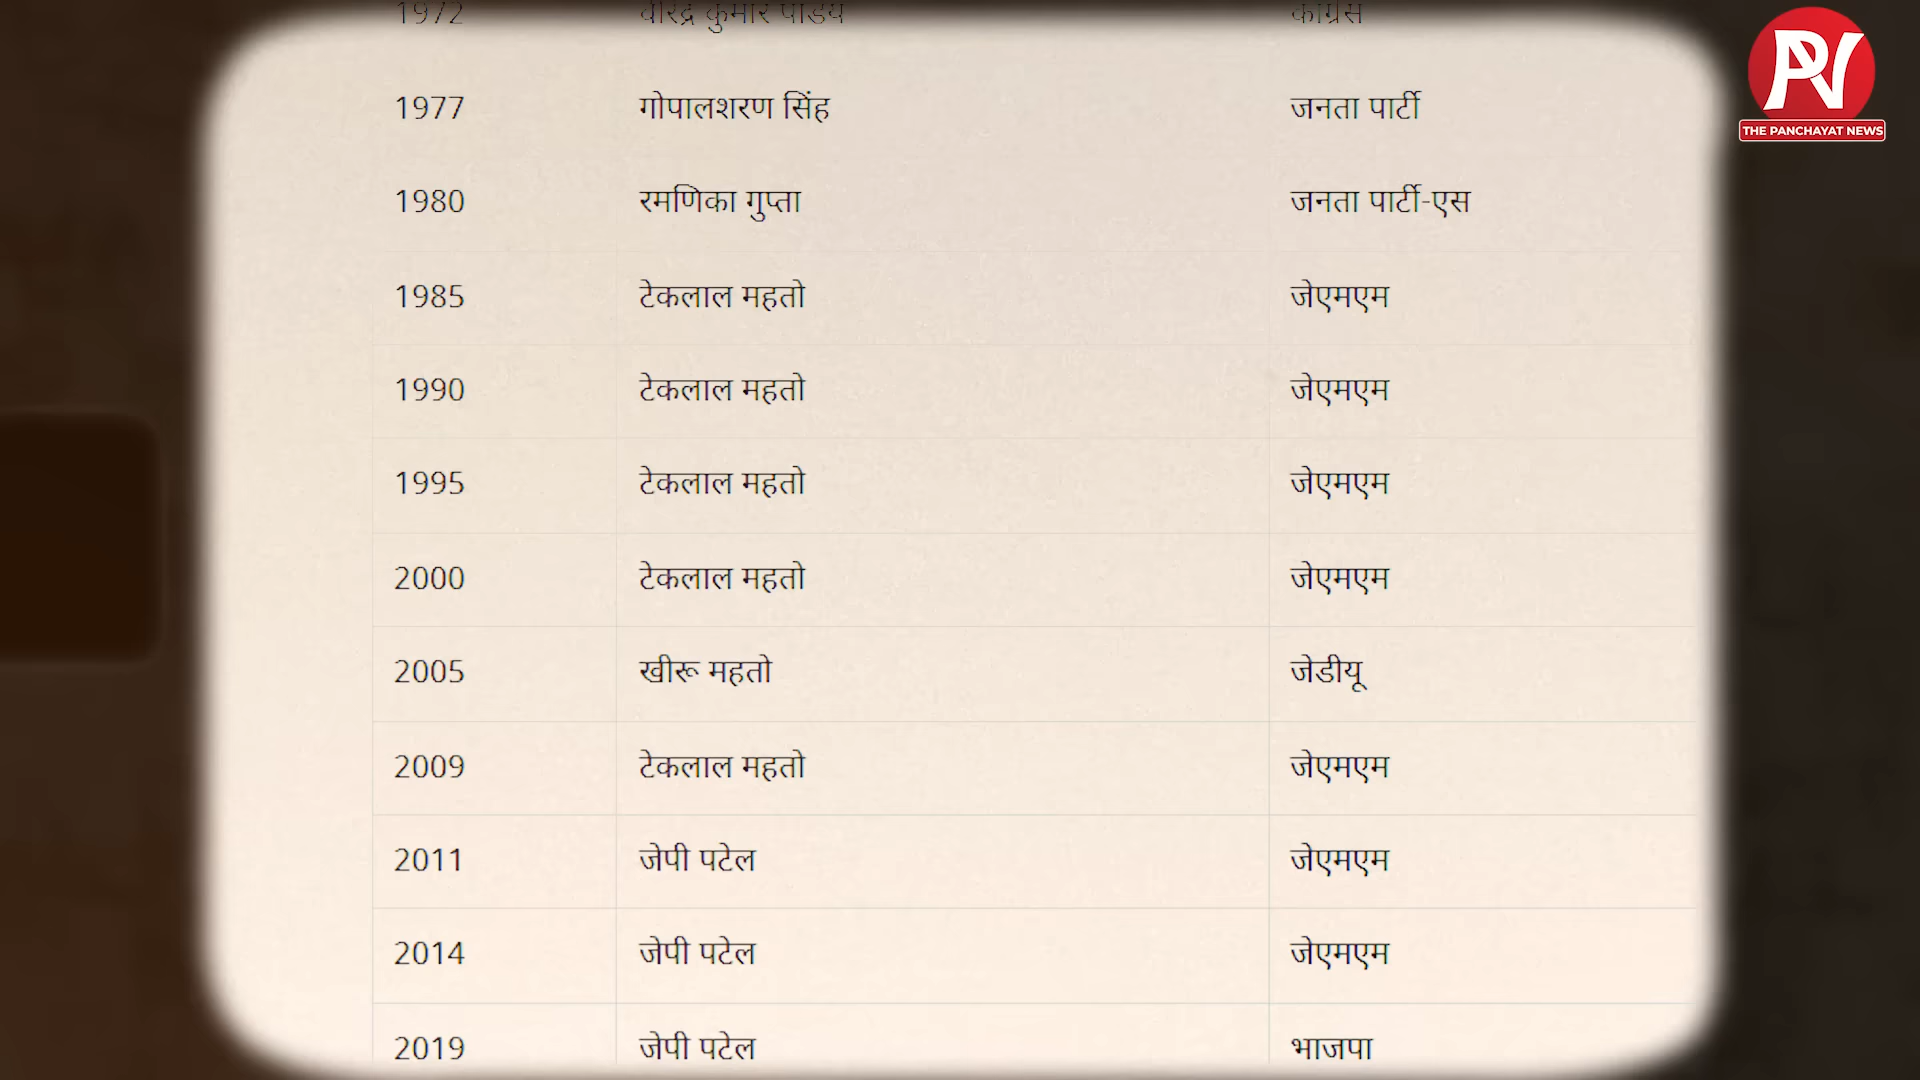 1972 वीरेंद्र कुमार पांडेय कांग्रेस
1977 गोपालशरण सिंह जनता पार्टी
1980 रमणिका गुप्ता जनता पार्टी-एस
1985 टेकलाल महतो जेएमएम
1990 टेकलाल महतो जेएमएम
1995 टेकलाल महतो जेएमएम
2000 टेकलाल महतो जेएमएम
2005 खीरू महतो जेडीयू
2009 टेकलाल महतो जेएमएम
2011 जेपी पटेल जेएमएम
2014 जेपी पटेल जेएमएम
2019 जेपी पटेल भाजपा
PN
THE PANCHAYAT NEWS